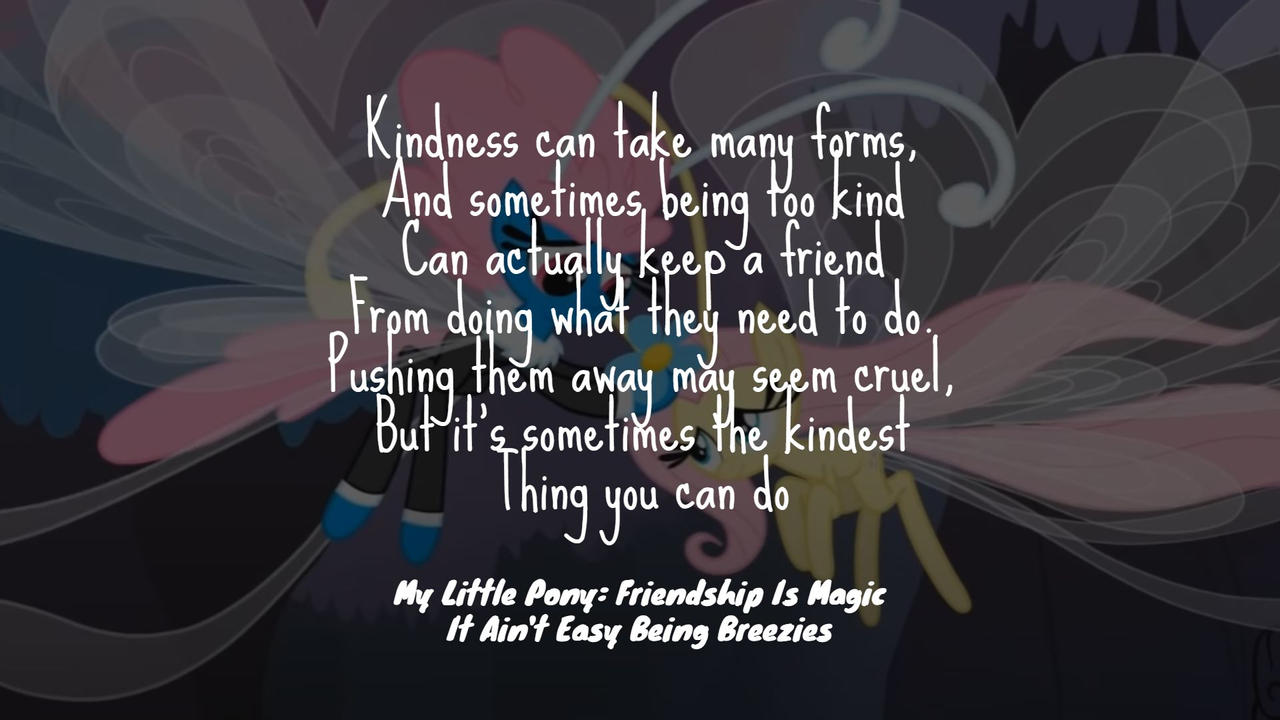 Kindness can take many forms,
And sometimes being too kind
Can actually keep a friend
From doing what they need to do.
Pushing them away may seem cruel,
But it's sometimes the kindest
Thing you can do
My Little Pony: Friendship Is Magic
It Ain't Easy Being Breezies